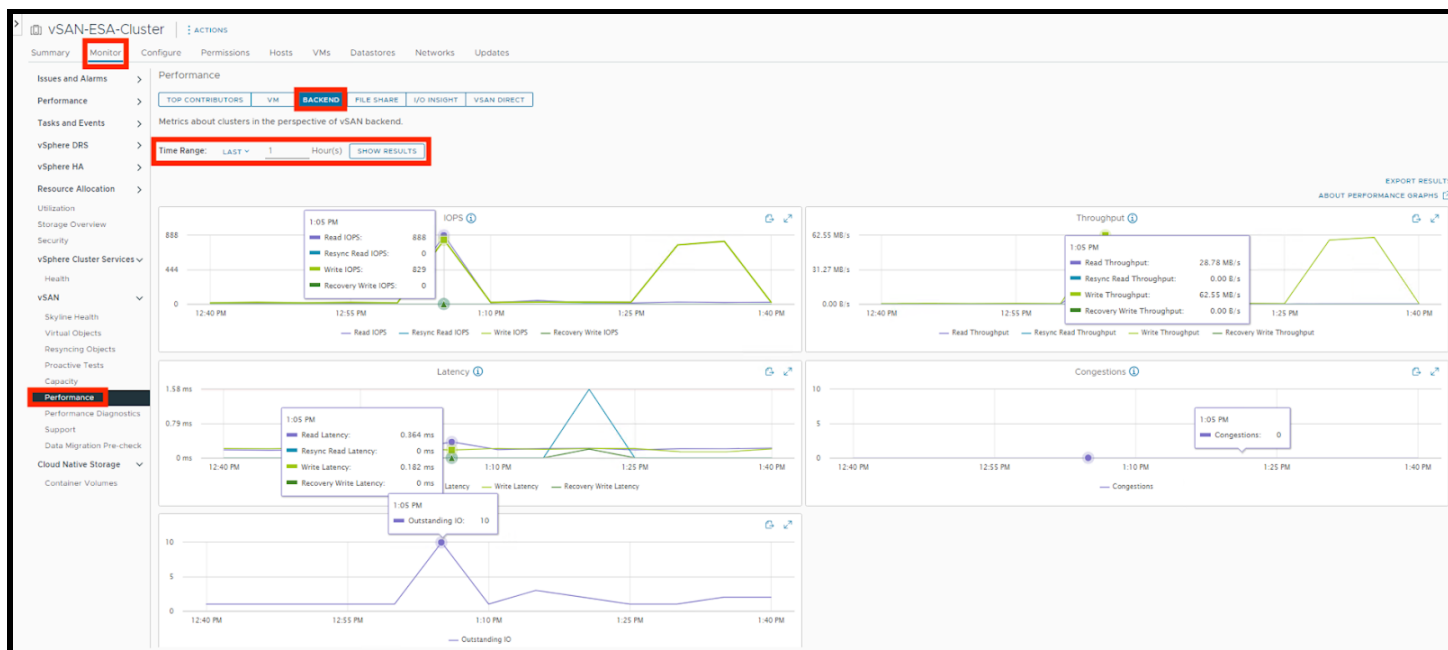 vSAN-ESA-Cluster
ACTIONS
Summary Monitor Configure Permissions Hosts VMs Datastores Networks Updates
Issues and Alarms
Performance
Tasks and Events
vSphere DRS
vSphere HA
Resource Allocation
Utilization
Storage Overview
Security
vSphere Cluster Services
Health
vSAN
Skyline Health
Virtual Objects
Resyncing Objects
Proactive Tests
Capacity
Performance
Performance Diagnostics
Support
Data Migration Pre-check
Cloud Native Storage
Container Volumes
Performance
TOP CONTRIBUTORS VM BACKEND FILE SHARE I/O INSIGHT VSAN DIRECT
Metrics about clusters in the perspective of vSAN backend.
Time Range: LAST 1 Hour(s) SHOW RESULTS
EXPORT RESULTS
ABOUT PERFORMANCE GRAPHS
IOPS
888
444
0
1:05 PM
Read IOPS: 888
Resync Read IOPS: 0
Write IOPS: 829
Recovery Write IOPS: 0
12:40 PM 12:55 PM 1:10 PM 1:25 PM 1:40 PM
Read IOPS Resync Read IOPS Write IOPS Recovery Write IOPS
Throughput
62.55 MB/s
31.27 MB/s
0.00 B/s
1:05 PM
Read Throughput: 28.78 MB/s
Resync Read Throughput: 0.00 B/s
Write Throughput: 62.55 MB/s
Recovery Write Throughput: 0.00 B/s
12:40 PM 12:55 PM 1:25 PM 1:40 PM
Read Throughput Resync Read Throughput Write Throughput Recovery Write Throughput
Latency
1.58 ms
0.79 ms
0 ms
1:05 PM
Read Latency: 0.364 ms
Resync Read Latency: 0 ms
Write Latency: 0.182 ms
Recovery Write Latency: 0 ms
12:40 PM 1:10 PM 1:25 PM 1:40 PM
Latency Write Latency Recovery Write Latency
Congestions
10
5
0
1:05 PM
Congestions: 0
12:40 PM 12:55 PM 1:10 PM 1:25 PM 1:40 PM
Congestions
1:05 PM
Outstanding IO: 10
10
5
0
12:40 PM 12:55 PM 1:10 PM 1:25 PM 1:40 PM
Outstanding IO